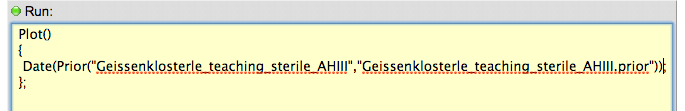 Run:
Plot()
{
Date(Prior("Geissenklosterle_teaching_sterile_AHIII","Geissenklosterle_teaching_sterile_AHIII.prior"));
};